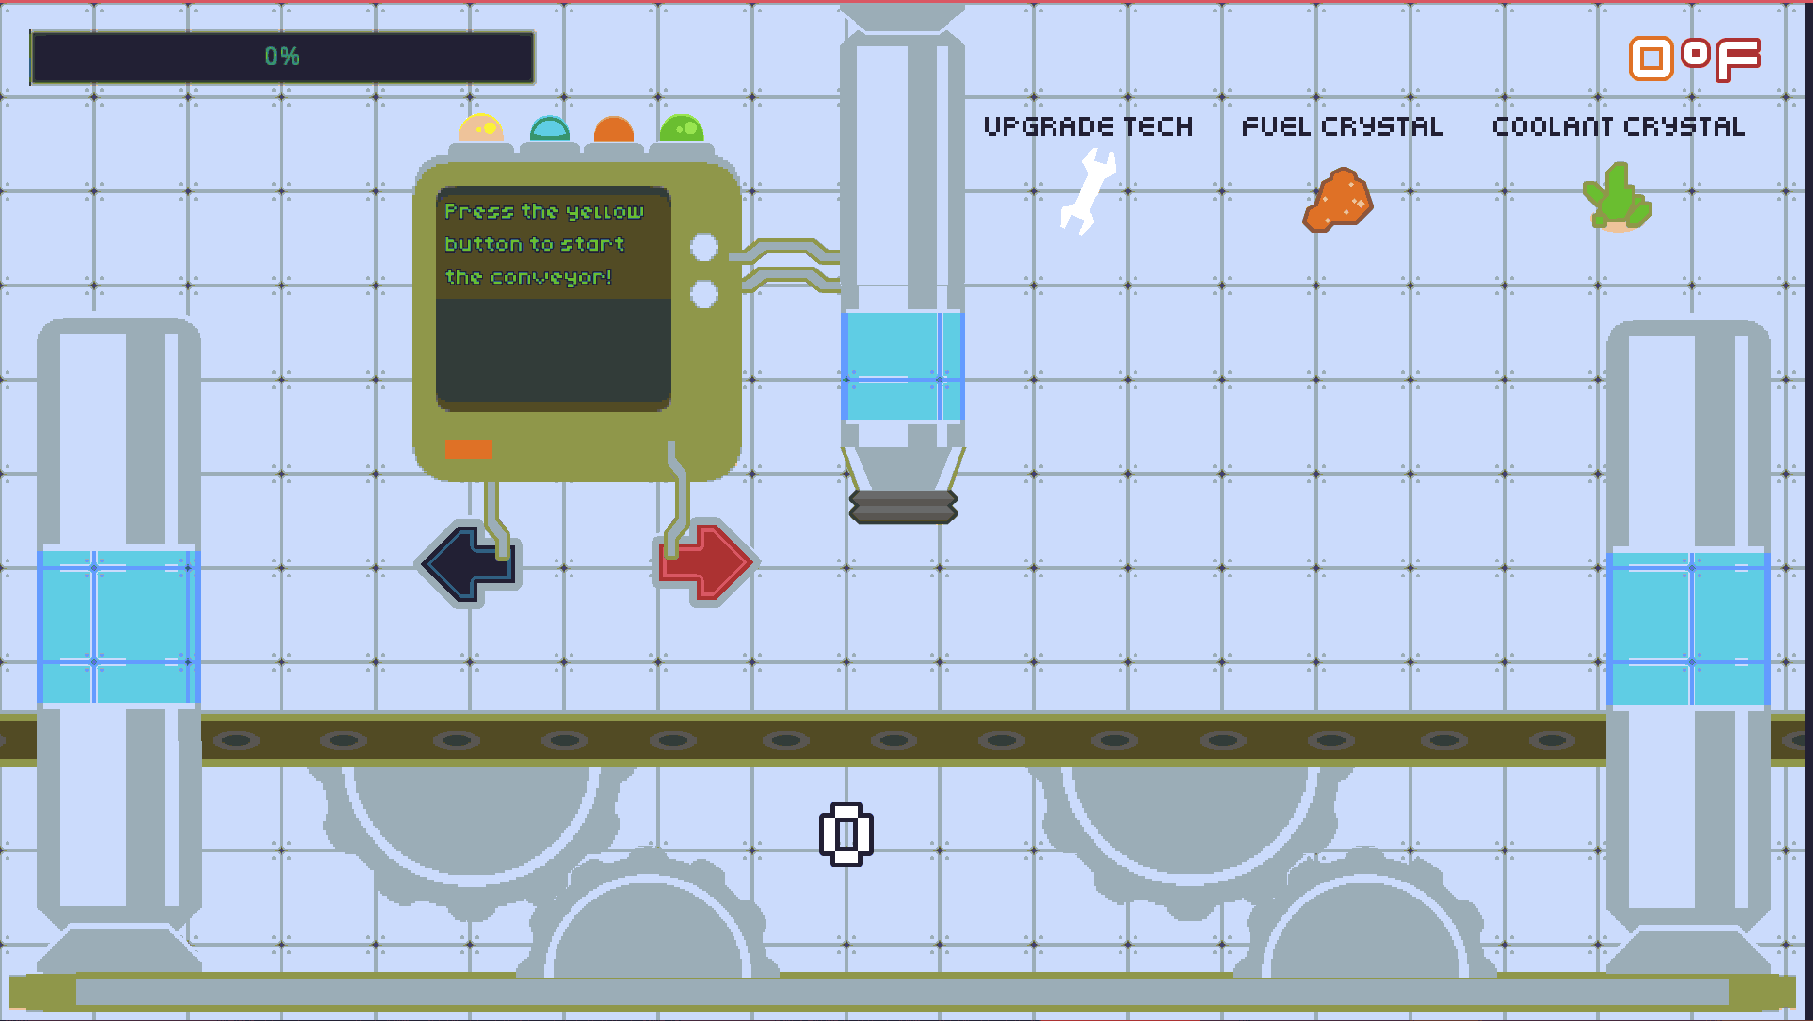 0%
0 °F
UPGRADE TECH
FUEL CRYSTAL
COOLANT CRYSTAL
Press the yellow
button to start
the conveyor!
0